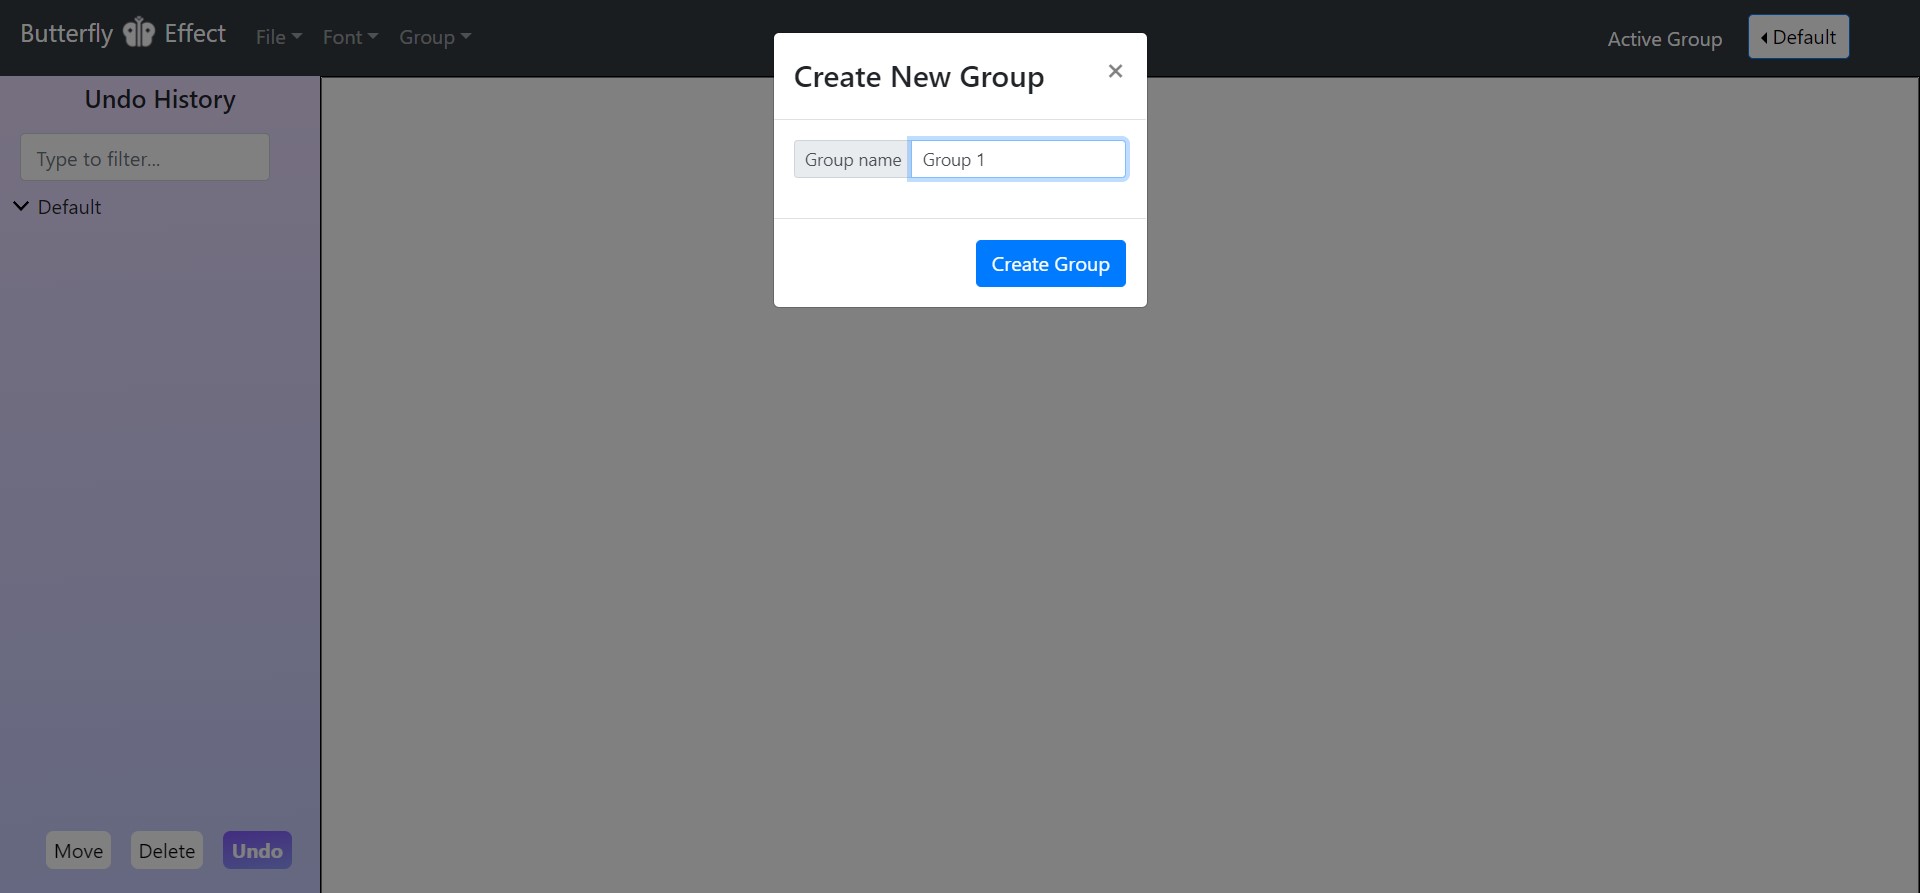 Butterfly Effect
File Font Group
Active Group
Default
Undo History
Type to filter...
Default
Create New Group
×
Group name Group 1
Create Group
Move Delete Undo